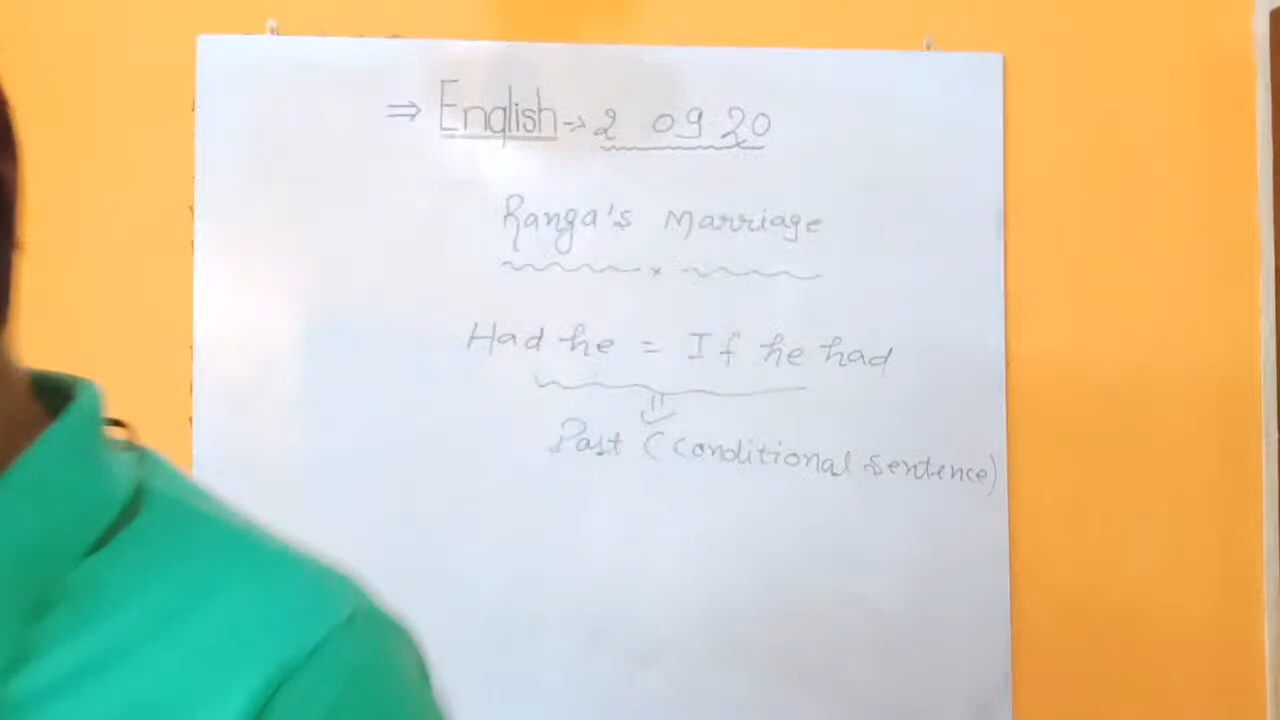 ⇒ English → 2 09 20
Ranga's Marriage
Had he = If he had
Past (Conditional Sentence)